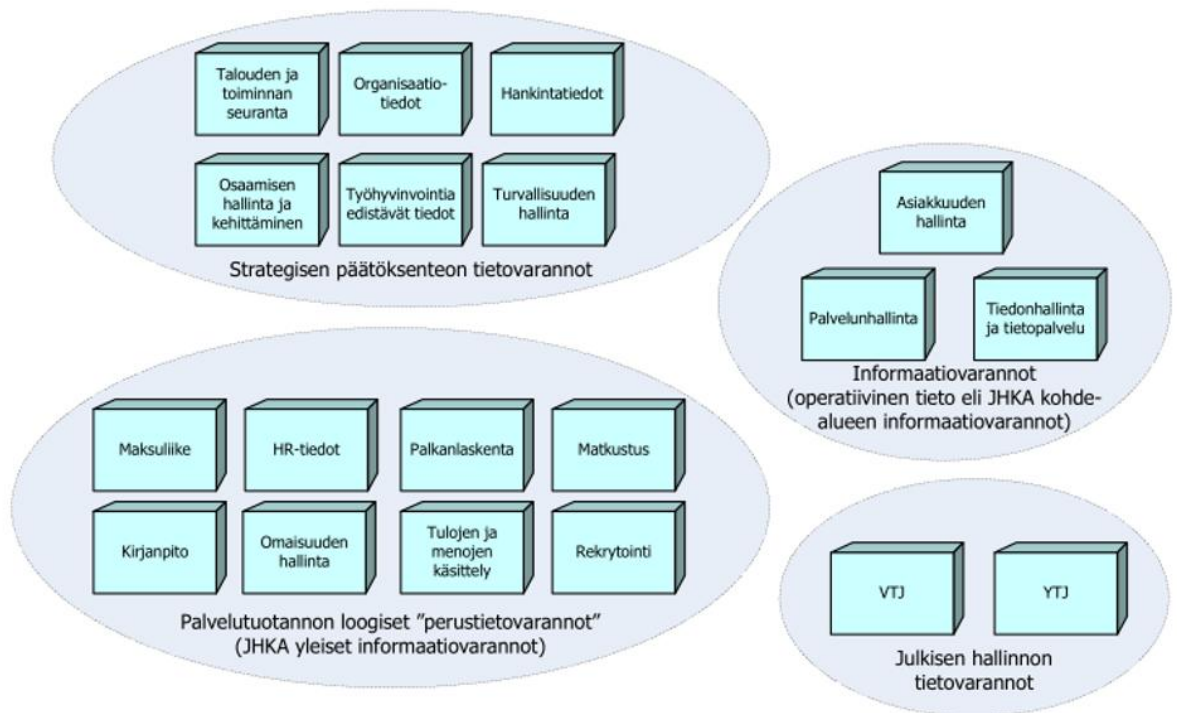 Talouden ja
toiminnan
seuranta
Organisaatio-
tiedot
Hankintatiedot
Osaamisen
hallinta ja
kehittäminen
Työhyvinvointia
edistävät tiedot
Turvallisuuden
hallinta
Strategisen päätöksenteon tietovarannot
Asiakkuuden
hallinta
Palvelunhallinta
Tiedonhallinta
ja tietopalvelu
Informaatiovarannot
(operatiivinen tieto eli JHKA kohde-
alueen informaatiovarannot)
Maksuliike
HR-tiedot
Palkanlaskenta
Matkustus
Kirjanpito
Omaisuuden
hallinta
Tulojen ja
menojen
käsittely
Rekrytointi
Palvelutuotannon loogiset ”perustietovarannot”
(JHKA yleiset informaatiovarannot)
VTJ
YTJ
Julkisen hallinnon
tietovarannot